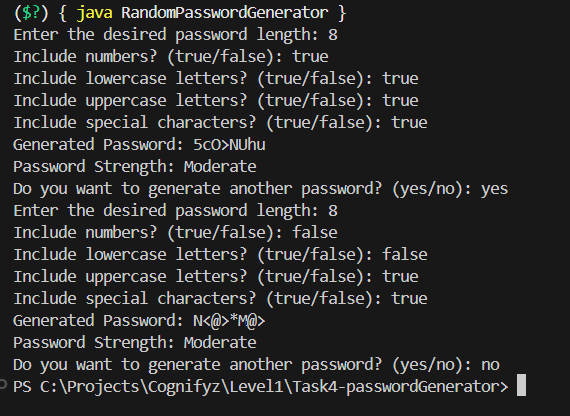 ($?) { java RandomPasswordGenerator }
Enter the desired password length: 8
Include numbers? (true/false): true
Include lowercase letters? (true/false): true
Include uppercase letters? (true/false): true
Include special characters? (true/false): true
Generated Password: 5cO>NUhu
Password Strength: Moderate
Do you want to generate another password? (yes/no): yes
Enter the desired password length: 8
Include numbers? (true/false): false
Include lowercase letters? (true/false): false
Include uppercase letters? (true/false): true
Include special characters? (true/false): true
Generated Password: N<@>*M@>
Password Strength: Moderate
Do you want to generate another password? (yes/no): no
PS C:\Projects\Cognifyz\Level1\Task4-passwordGenerator>